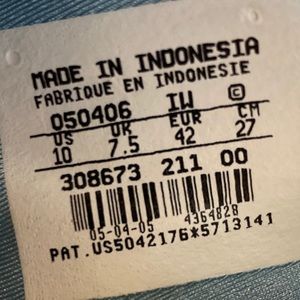 MADE IN INDONESIA
FABRIQUE EN INDONESIE
050406 IW ©
US UK EUR CM
10 7.5 42 27
308673 211 00
05-04-05 4364828
PAT.US5042176*5713141